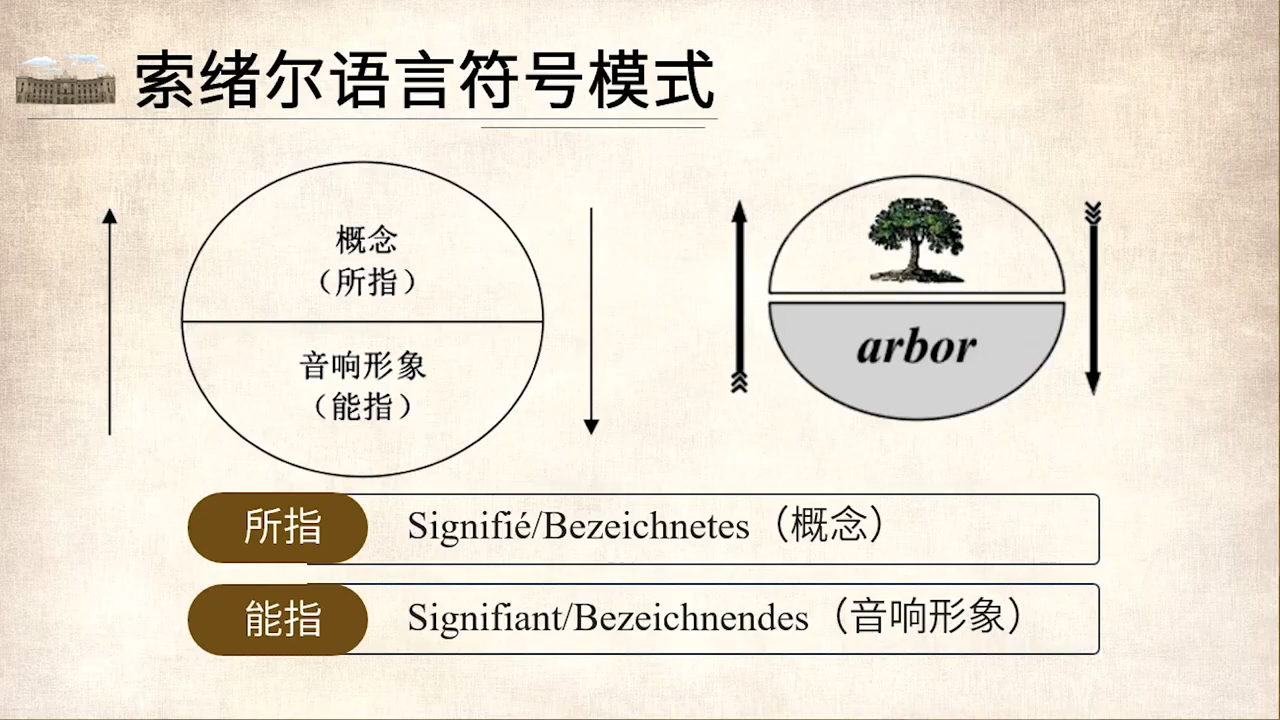 索绪尔语言符号模式
概念
（所指）
音响形象
（能指）
arbor
所指
Signifié/Bezeichnetes（概念）
能指
Signifiant/Bezeichnendes（音响形象）